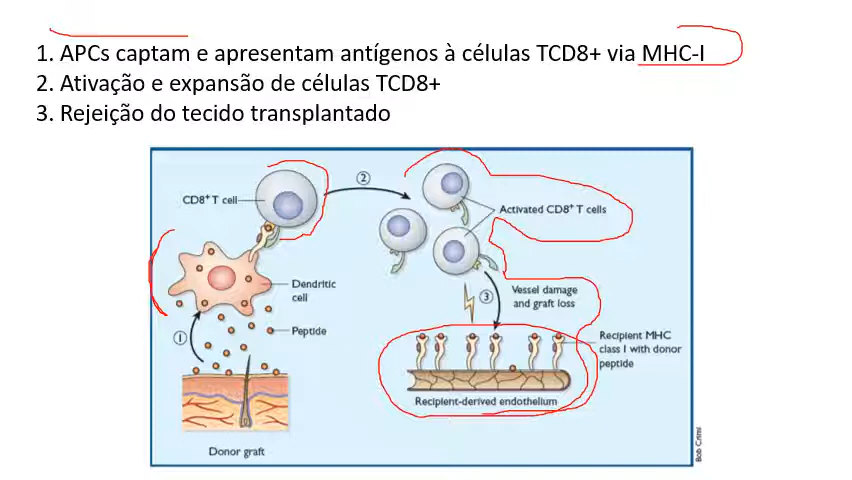 1. APCs captam e apresentam antígenos à células TCD8+ via MHC-I
2. Ativação e expansão de células TCD8+
3. Rejeição do tecido transplantado
CD8+ T cell
2
Activated CD8+ T cells
Dendritic
cell
3
Vessel damage
and graft loss
1
Peptide
Recipient MHC
class I with donor
peptide
Recipient-derived endothelium
Donor graft
Bob Crimi